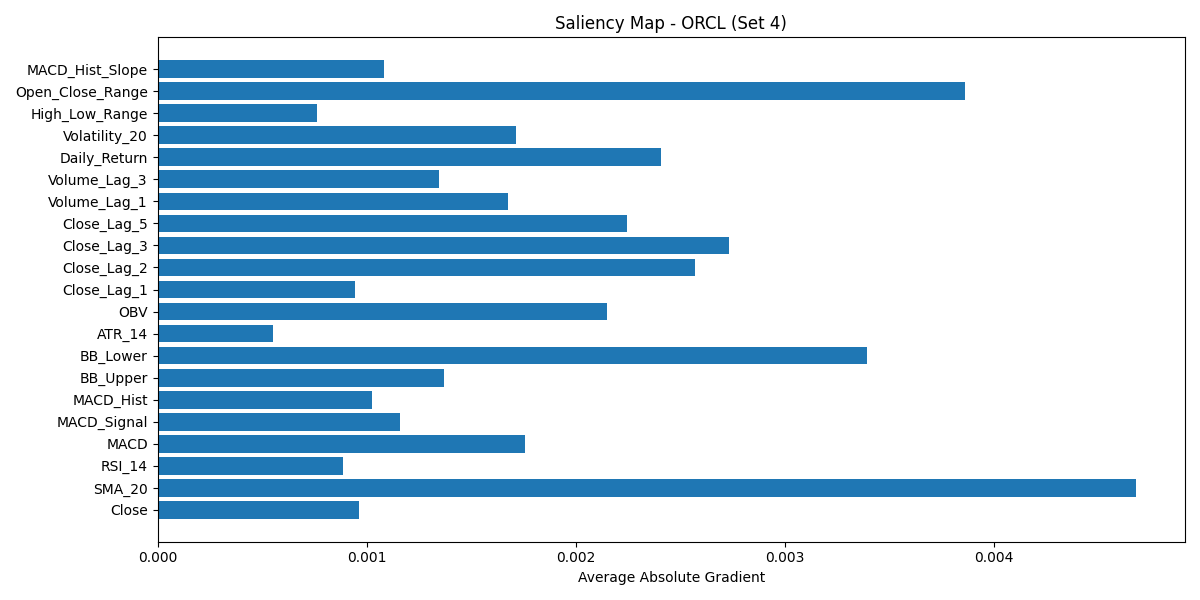 Saliency Map - ORCL (Set 4)
MACD_Hist_Slope
Open_Close_Range
High_Low_Range
Volatility_20
Daily_Return
Volume_Lag_3
Volume_Lag_1
Close_Lag_5
Close_Lag_3
Close_Lag_2
Close_Lag_1
OBV
ATR_14
BB_Lower
BB_Upper
MACD_Hist
MACD_Signal
MACD
RSI_14
SMA_20
Close
0.000 0.001 0.002 0.003 0.004
Average Absolute Gradient